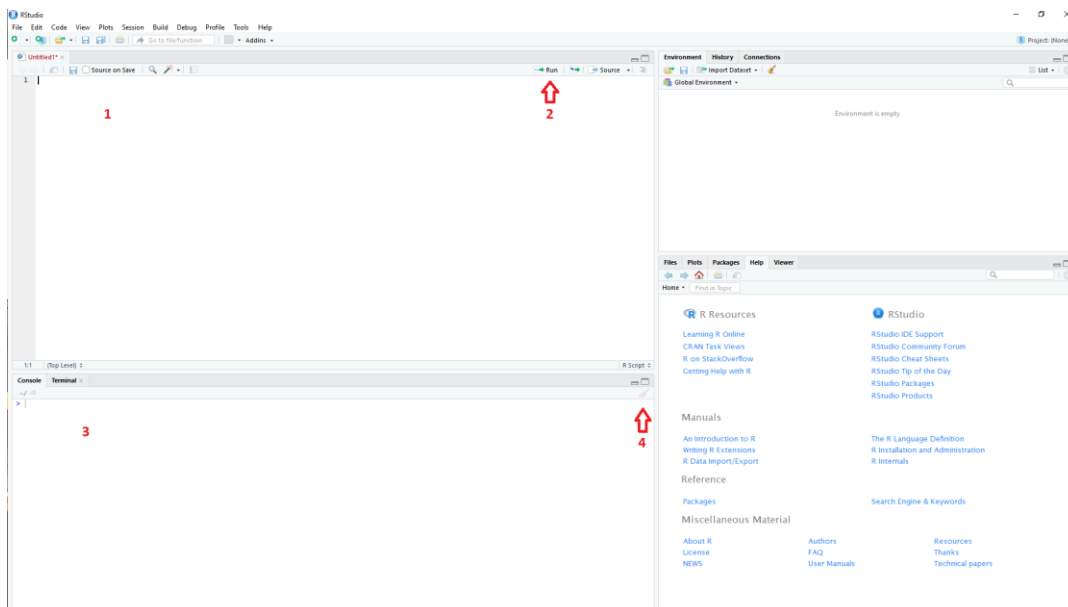 RStudio
File Edit Code View Plots Session Build Debug Profile Tools Help
Go to file/function Addins
Project: (None
Untitled1*
Source on Save Run Source
1
1
2
1:1 (Top Level) R Script
Console Terminal
>
3
4
Environment History Connections
Import Dataset List
Global Environment
Environment is empty
Files Plots Packages Help Viewer
Home Find in Topic
R Resources
Learning R Online
CRAN Task Views
R on StackOverflow
Getting Help with R
RStudio
RStudio IDE Support
RStudio Community Forum
RStudio Cheat Sheets
RStudio Tip of the Day
RStudio Packages
RStudio Products
Manuals
An Introduction to R The R Language Definition
Writing R Extensions R Installation and Administration
R Data Import/Export R Internals
Reference
Packages Search Engine & Keywords
Miscellaneous Material
About R Authors Resources
License FAQ Thanks
NEWS User Manuals Technical papers